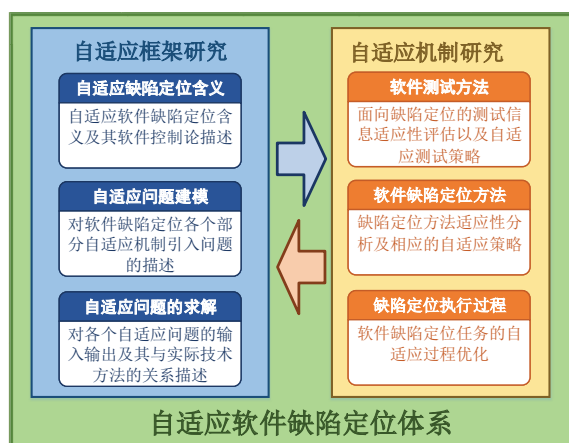 自适应框架研究
自适应缺陷定位含义
自适应软件缺陷定位含
义及其软件控制论描述
自适应问题建模
对软件缺陷定位各个部
分自适应机制引入问题
的描述
自适应问题的求解
对各个自适应问题的输
入输出及其与实际技术
方法的关系描述
自适应机制研究
软件测试方法
面向缺陷定位的测试信
息适应性评估以及自适
应测试策略
软件缺陷定位方法
缺陷定位方法适应性分
析及相应的自适应策略
缺陷定位执行过程
软件缺陷定位任务的自
适应过程优化
自适应软件缺陷定位体系